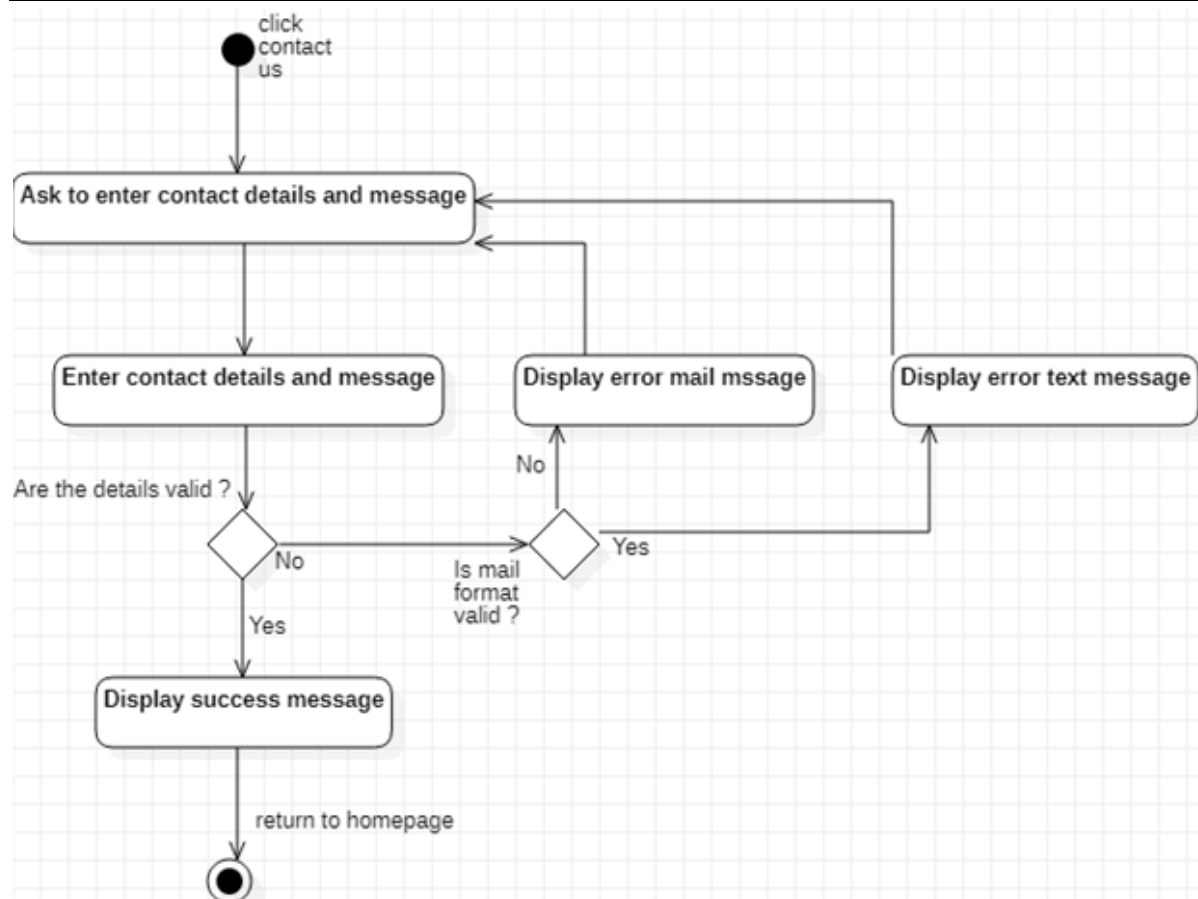 click
contact
us
Ask to enter contact details and message
Enter contact details and message
Display error mail mssage
Display error text message
No
Are the details valid ?
No
Yes
Is mail
format
valid ?
Yes
Display success message
return to homepage